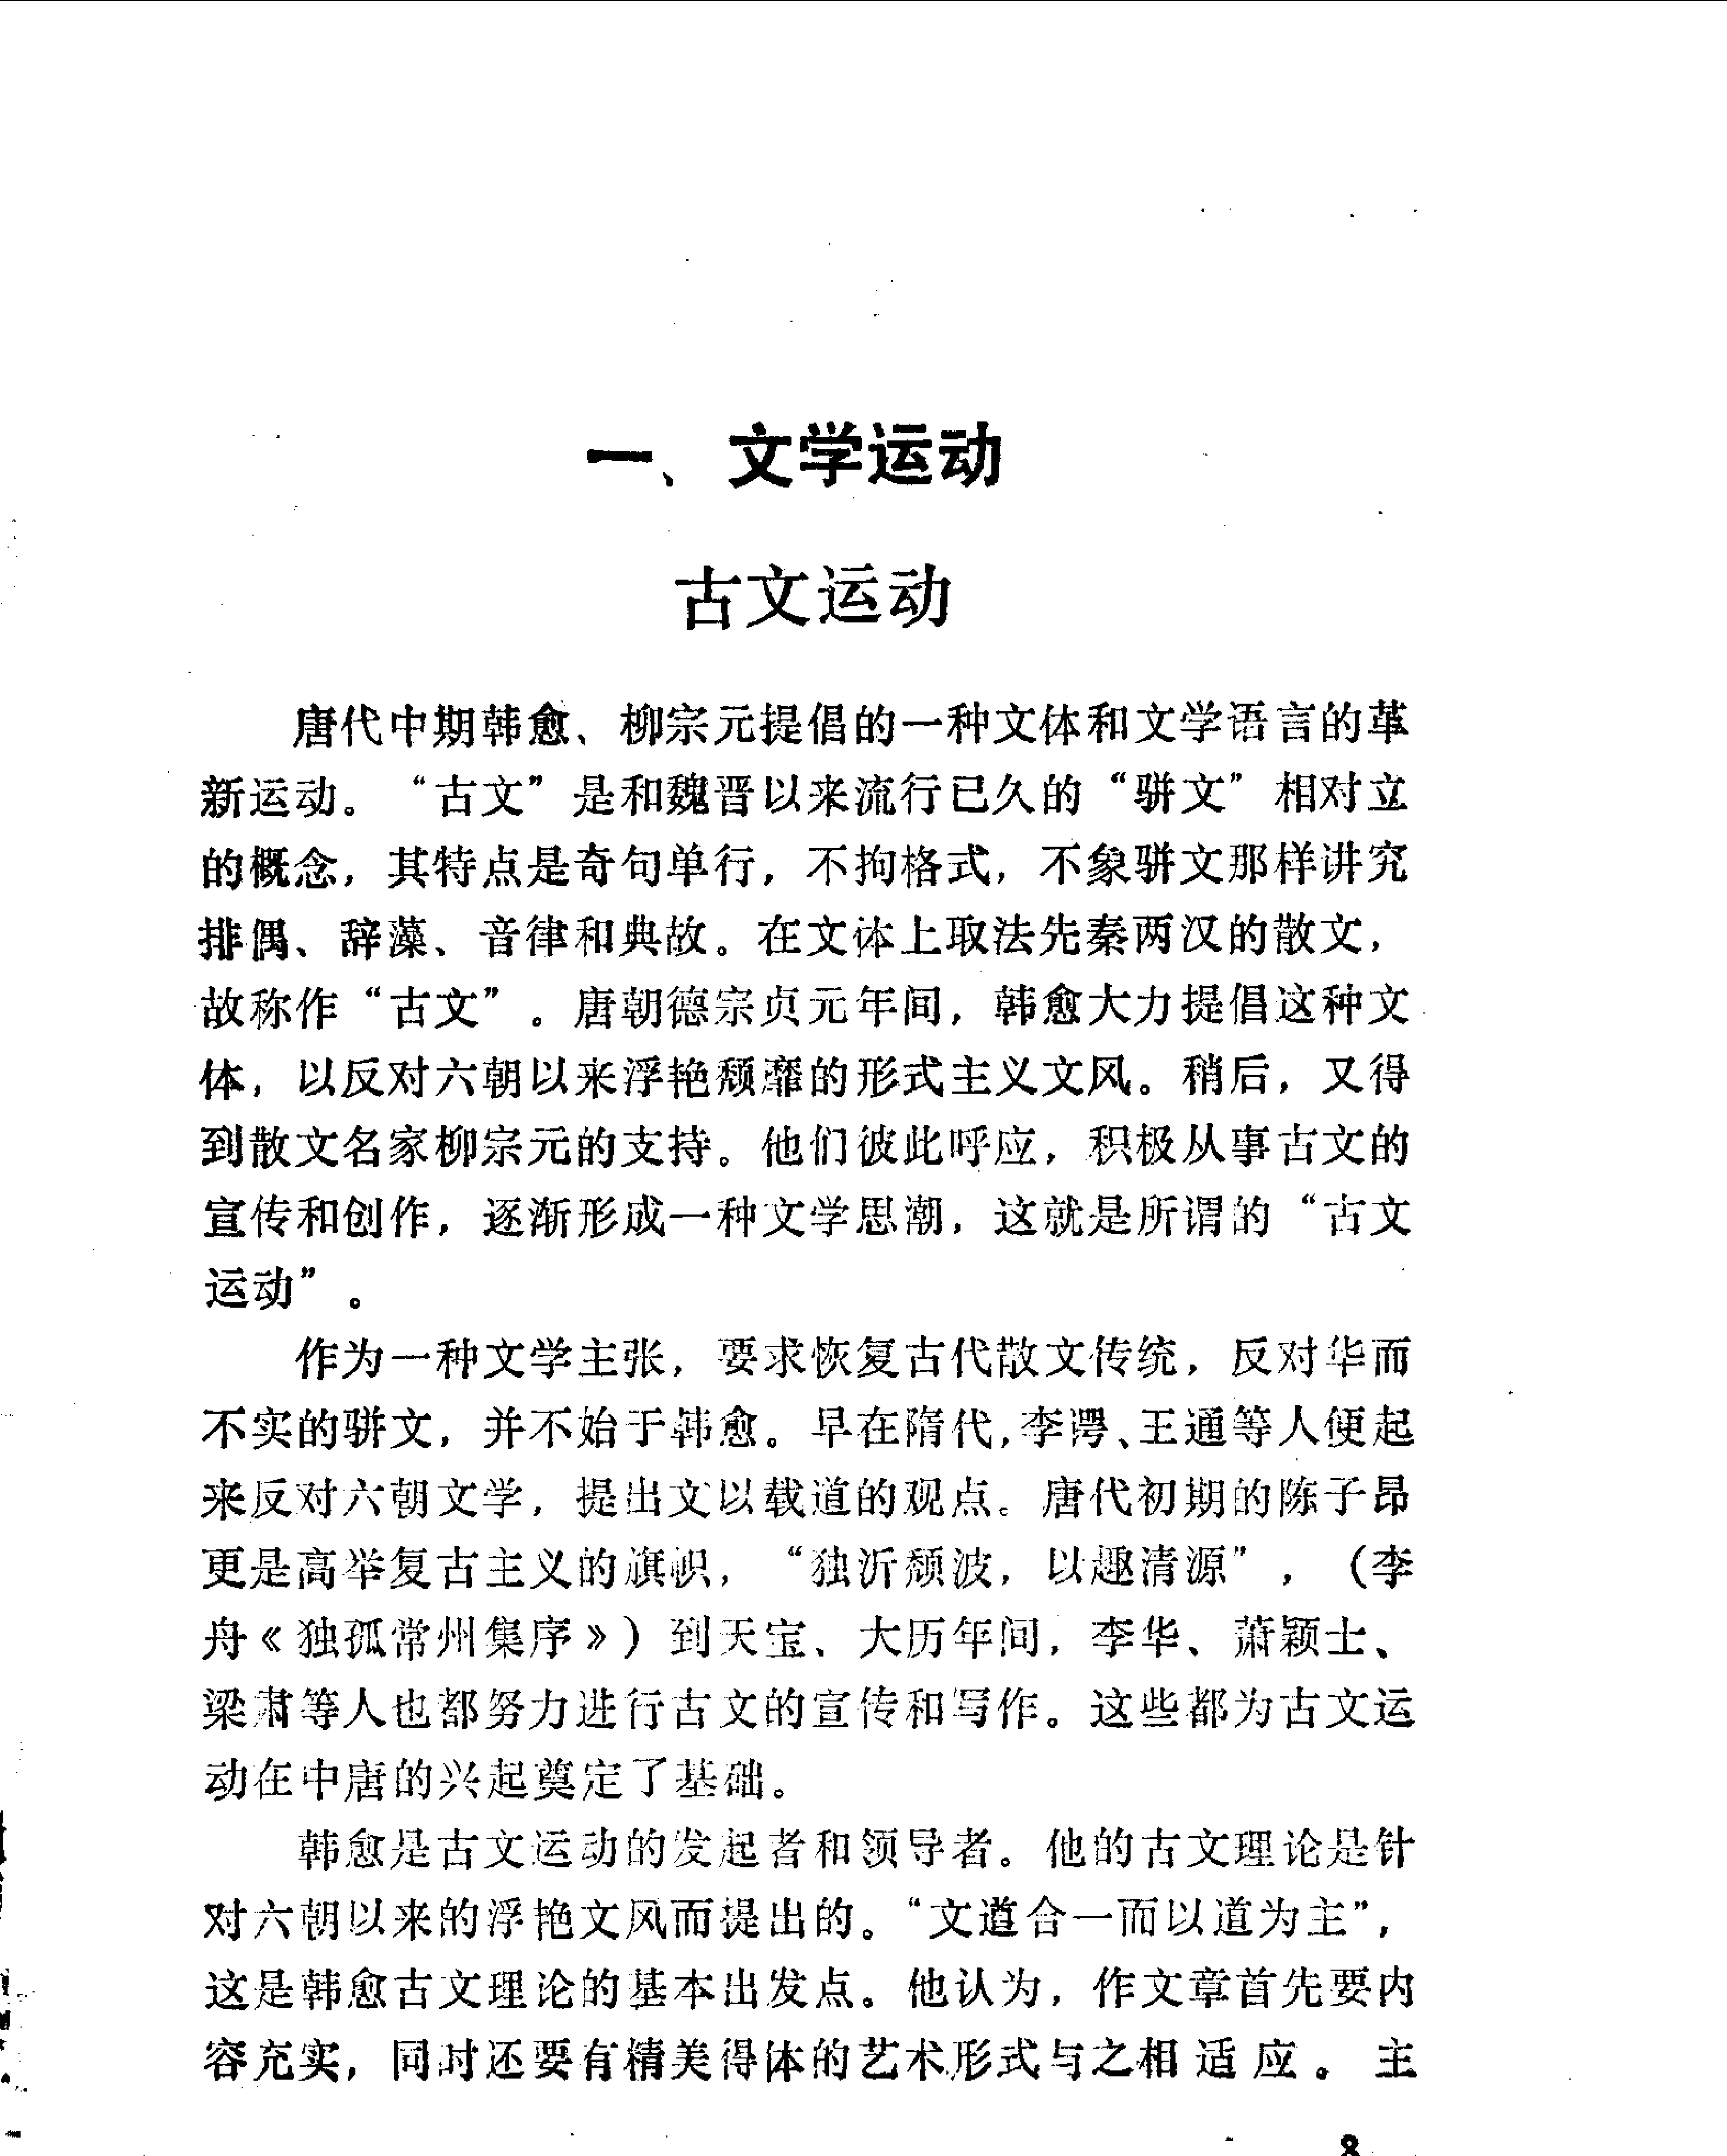 一、文学运动
古文运动
唐代中期韩愈、柳宗元提倡的一种文体和文学语言的革
新运动。“古文”是和魏晋以来流行已久的“骈文”相对立
的概念，其特点是奇句单行，不拘格式，不象骈文那样讲究
排偶、辞藻、音律和典故。在文体上取法先秦两汉的散文，
故称作“古文”。唐朝德宗贞元年间，韩愈大力提倡这种文
体，以反对六朝以来浮艳颓靡的形式主义文风。稍后，又得
到散文名家柳宗元的支持。他们彼此呼应，积极从事古文的
宣传和创作，逐渐形成一种文学思潮，这就是所谓的“古文
运动”。
作为一种文学主张，要求恢复古代散文传统，反对华而
不实的骈文，并不始于韩愈。早在隋代，李谔、王通等人便起
来反对六朝文学，提出文以载道的观点。唐代初期的陈子昂
更是高举复古主义的旗帜，“独沂颓波，以趣清源”，（李
舟《独孤常州集序》）到天宝、大历年间，李华、萧颖士、
梁肃等人也都努力进行古文的宣传和写作。这些都为古文运
动在中唐的兴起奠定了基础。
韩愈是古文运动的发起者和领导者。他的古文理论是针
对六朝以来的浮艳文风而提出的。“文道合一而以道为主”，
这是韩愈古文理论的基本出发点。他认为，作文章首先要内
容充实，同时还要有精美得体的艺术形式与之相适应。主